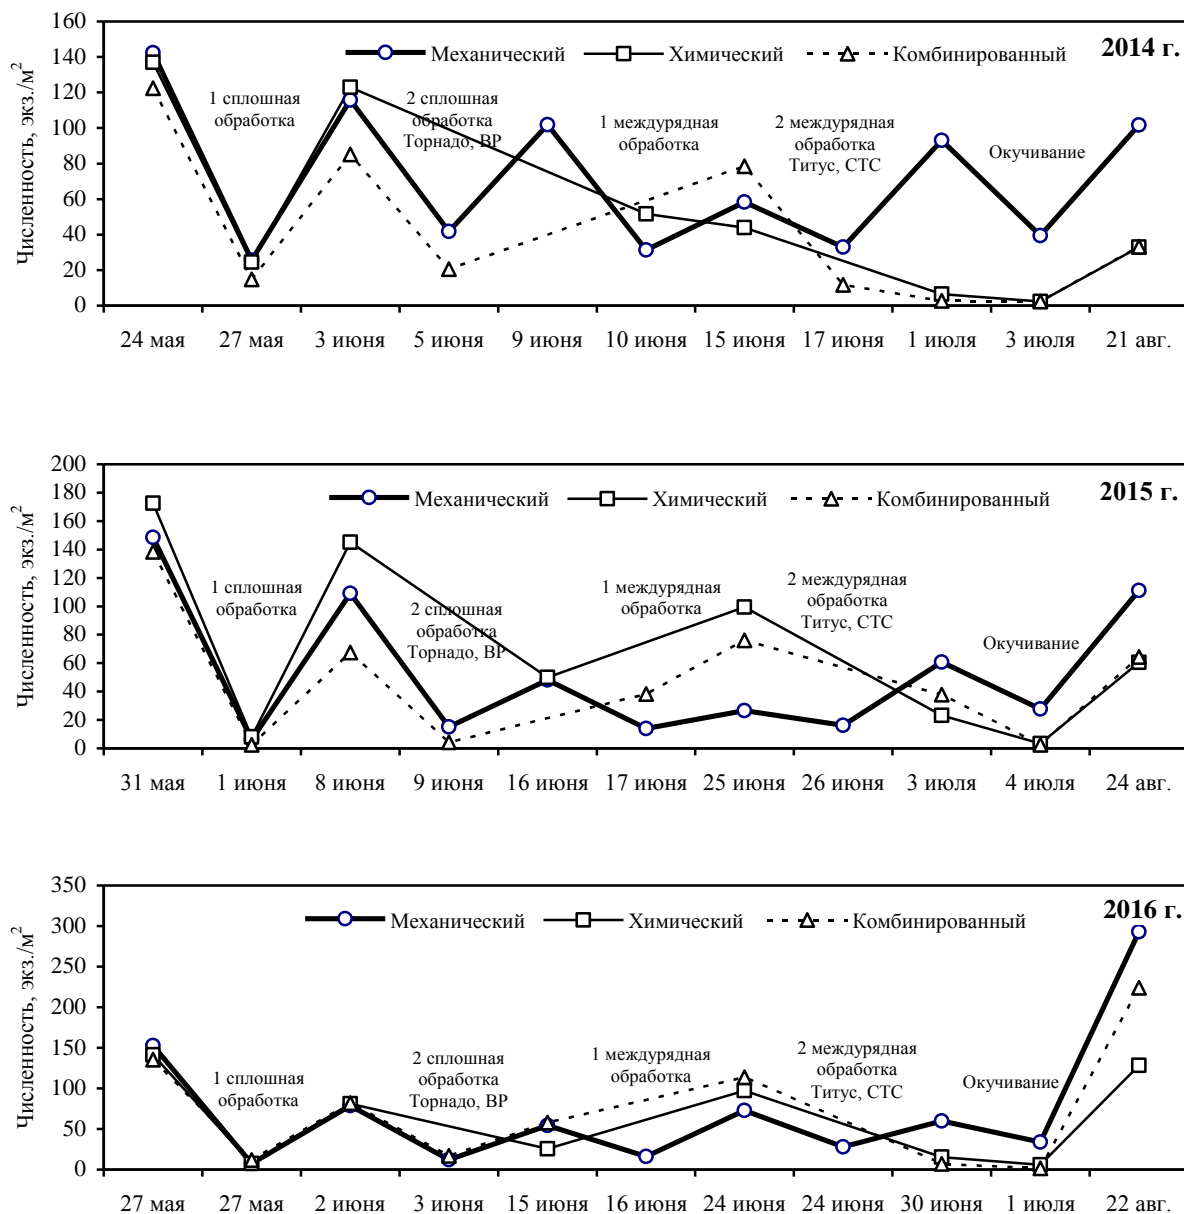 160
140
120
100
80
60
40
20
0
Численность, экз./м²
Механический
Химический
Комбинированный
2014 г.
1 сплошная
обработка
2 сплошная
обработка
Торнадо, ВР
1 междурядная
обработка
2 междурядная
обработка
Титус, СТС
Окучивание
24 мая 27 мая 3 июня 5 июня 9 июня 10 июня 15 июня 17 июня 1 июля 3 июля 21 авг.
200
180
160
140
120
100
80
60
40
20
0
Численность, экз./м²
Механический
Химический
Комбинированный
2015 г.
1 сплошная
обработка
2 сплошная
обработка
Торнадо, ВР
1 междурядная
обработка
2 междурядная
обработка
Титус, СТС
Окучивание
31 мая 1 июня 8 июня 9 июня 16 июня 17 июня 25 июня 26 июня 3 июля 4 июля 24 авг.
350
300
250
200
150
100
50
0
Численность, экз./м²
Механический
Химический
Комбинированный
2016 г.
1 сплошная
обработка
2 сплошная
обработка
Торнадо, ВР
1 междурядная
обработка
2 междурядная
обработка
Титус, СТС
Окучивание
27 мая 27 мая 2 июня 3 июня 15 июня 16 июня 24 июня 24 июня 30 июня 1 июля 22 авг.